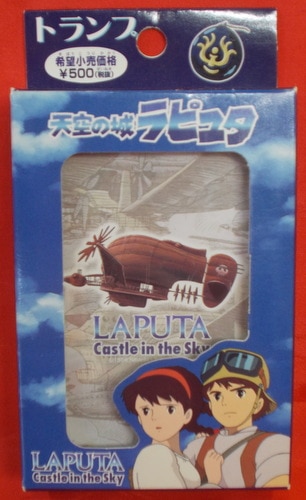 トランプ
希望小売価格
¥500(税抜)
天空の城ラピュタ
LAPUTA
Castle in the Sky
LAPUTA
Castle in the Sky